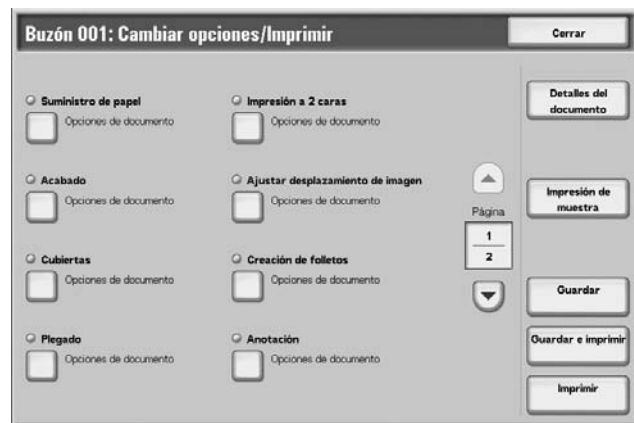 Buzón 001: Cambiar opciones/Imprimir
Cerrar
Suministro de papel
Opciones de documento
Impresión a 2 caras
Opciones de documento
Detalles del
documento
Acabado
Opciones de documento
Ajustar desplazamiento de imagen
Opciones de documento
Página
1
2
Impresión de
muestra
Cubiertas
Opciones de documento
Creación de folletos
Opciones de documento
Guardar
Plegado
Opciones de documento
Anotación
Opciones de documento
Guardar e imprimir
Imprimir